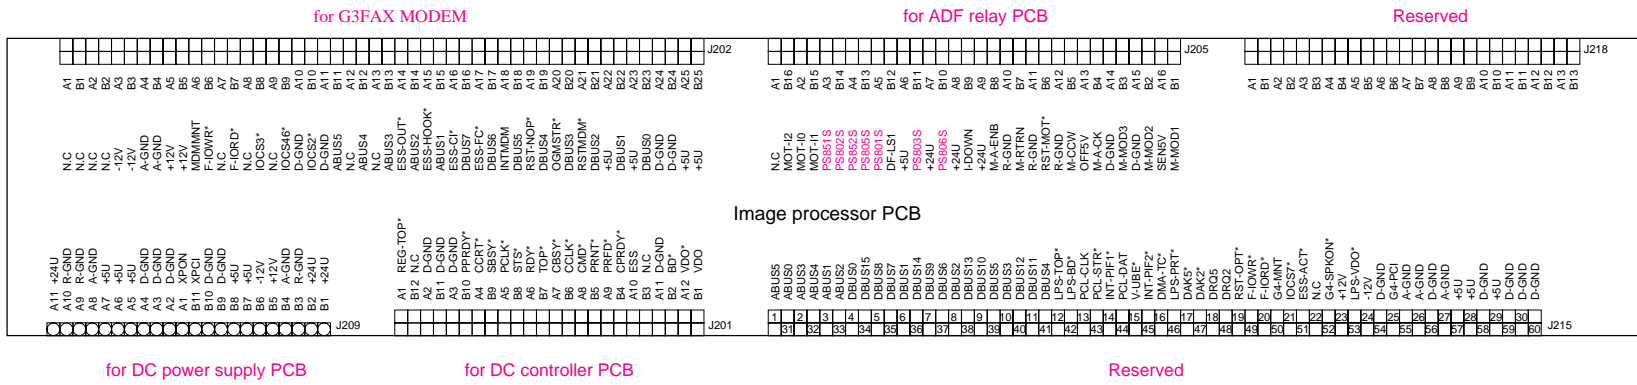 for G3FAX MODEM
for ADF relay PCB
Reserved
J202
J205
J218
A1 B1 A2 B2 A3 B3 A4 B4 A5 B5 A6 B6 A7 B7 A8 B8 A9 B9 A10 B10 A11 B11 A12 B12 A13 B13 A14 B14 A15 B15 A16 B16 A17 B17 A18 B18 A19 B19 A20 B20 A21 B21 A22 B22 A23 B23 A24 B24 A25 B25
A1 B16 A2 B15 A3 B14 A4 B13 A5 B12 A6 B11 A7 B10 A8 B9 A9 B8 A10 B7 A11 B6 A12 B5 A13 B4 A14 B3 A15 B2 A16 B1
A1 B1 A2 B2 A3 B3 A4 B4 A5 B5 A6 B6 A7 B7 A8 B8 A9 B9 A10 B10 A11 B11 A12 B12 A13 B13
N.C N.C N.C N.C -12V -12V A-GND A-GND +12V +12V MDMMNT F-IOWR* N.C F-IORD* N.C IOCS3* N.C IOCS46* D-GND IOCS2* D-GND ABUS5 N.C ABUS4 N.C ABUS3 ESS-OUT* ABUS2 ESS-HOOK* ABUS1 ESS-CI* DBUS7 ESS-FC* DBUS6 INTMDM DBUS5 RST-NOP* DBUS4 OGMSTR* DBUS3 RSTMDM* DBUS2 +5U DBUS1 +5U DBUS0 D-GND D-GND +5U +5U
N.C MOT-I2 MOT-I0 MOT-I1 PS851S PS802S PS852S PS805S PS801S DF-LS1 +5U PS803S +24U PS806S +24U I-DOWN +24U M-A-ENB R-GND M-RTRN R-GND RST-MOT* R-GND M-CCW OFF5V M-A-CK D-GND M-MOD3 D-GND M-MOD2 SEN5V M-MOD1
Image processor PCB
+24U R-GND A-GND +5U +5U +5U D-GND D-GND D-GND XPON XPCI D-GND D-GND +5U +5U -12V +12V A-GND R-GND +24U +24U
A11 A10 A9 A8 A7 A6 A5 A4 A3 A2 A1 B11 B10 B9 B8 B7 B6 B5 B4 B3 B2 B1
REG-TOP* N.C D-GND D-GND D-GND PPRDY* CCRT* SBSY* PCLK* STS* RDY* TOP* CBSY* CCLK* CMD* PRNT* PRFD* CPRDY* ESS N.C D-GND BD* VDO* VDO
A1 B12 A2 B11 A3 B10 A4 B9 A5 B8 A6 B7 A7 B6 A8 B5 A9 B4 A10 B3 A11 B2 A12 B1
ABUS5 ABUS0 ABUS3 ABUS4 ABUS1 ABUS2 DBUS0 DBUS15 DBUS8 DBUS7 DBUS1 DBUS14 DBUS9 DBUS6 DBUS2 DBUS13 DBUS10 DBUS5 DBUS3 DBUS12 DBUS11 DBUS4 LPS-TOP* LPS-BD* PCL-CLK PCL-STR* INT-PIF1* PCL-DAT V-UBE* INT-PIF2* DMA-TC* LPS-PRT* DAK5* DAK2* DRQ5 DRQ2 RST-OPT* F-IOWR* F-IORD* G4-MNT IOCS7* ESS-ACT* N.C G4-SPKON* +12V LPS-VDO* -12V D-GND G4-PCI A-GND A-GND D-GND A-GND +5U +5U D-GND +5U D-GND D-GND D-GND
1 2 3 4 5 6 7 8 9 10 11 12 13 14 15 16 17 18 19 20 21 22 23 24 25 26 27 28 29 30
31 32 33 34 35 36 37 38 39 40 41 42 43 44 45 46 47 48 49 50 51 52 53 54 55 56 57 58 59 60
J209
J201
J215
for DC power supply PCB
for DC controller PCB
Reserved